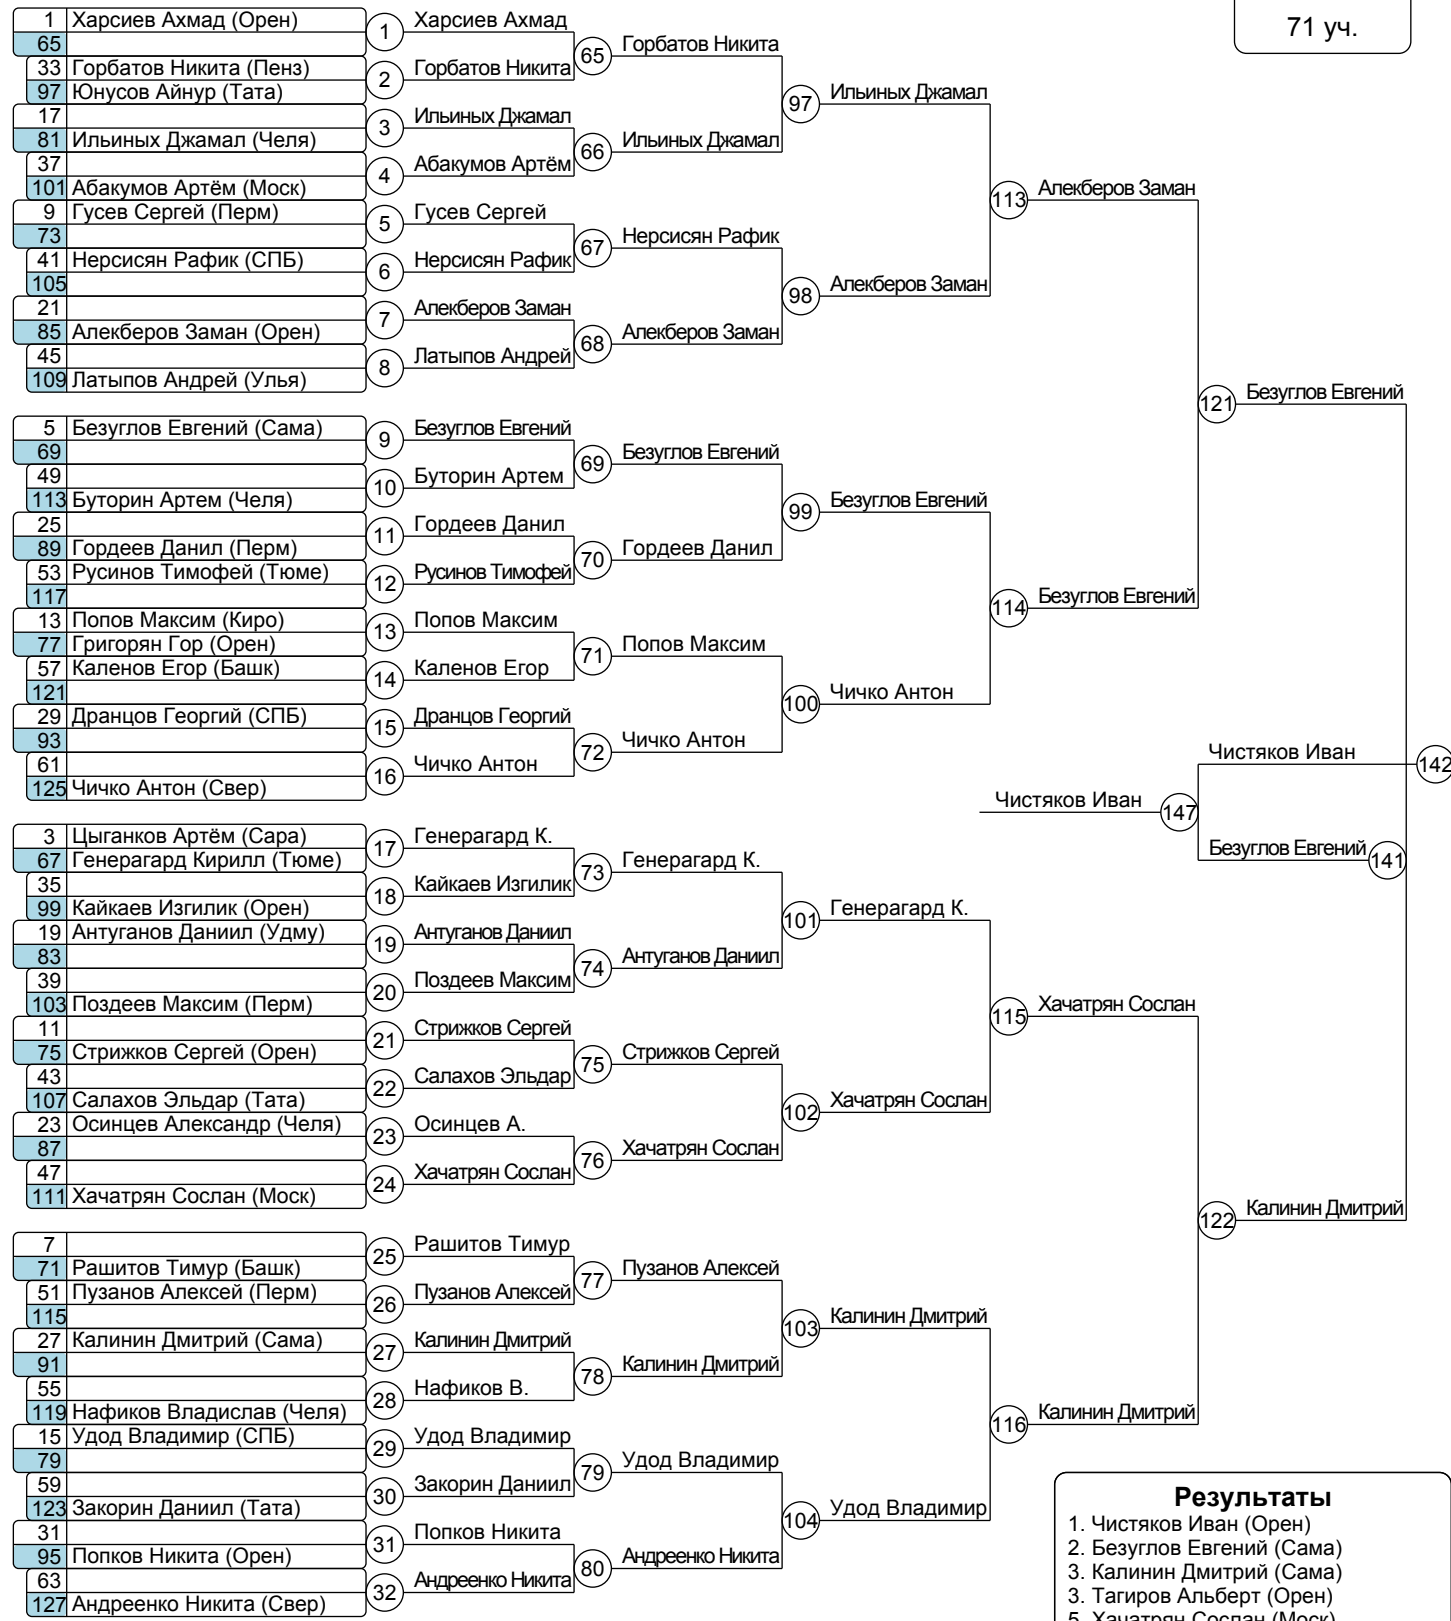 71 уч.
1 Харсиев Ахмад (Орен)
65
33 Горбатов Никита (Пенз)
97 Юнусов Айнур (Тата)
17
81 Ильиных Джамал (Челя)
37
101 Абакумов Артём (Моск)
9 Гусев Сергей (Перм)
73
41 Нерсисян Рафик (СПБ)
105
21
85 Алекберов Заман (Орен)
45
109 Латыпов Андрей (Улья)
5 Безуглов Евгений (Сама)
69
49
113 Буторин Артем (Челя)
25
89 Гордеев Данил (Перм)
53 Русинов Тимофей (Тюме)
117
13 Попов Максим (Киро)
77 Григорян Гор (Орен)
57 Каленов Егор (Башк)
121
29 Дранцов Георгий (СПБ)
93
61
125 Чичко Антон (Свер)
3 Цыганков Артём (Сара)
67 Генерагард Кирилл (Тюме)
35
99 Кайкаев Изгилик (Орен)
19 Антуганов Даниил (Удму)
83
39
103 Поздеев Максим (Перм)
11
75 Стрижков Сергей (Орен)
43
107 Салахов Эльдар (Тата)
23 Осинцев Александр (Челя)
87
47
111 Хачатрян Сослан (Моск)
7
71 Рашитов Тимур (Башк)
51 Пузанов Алексей (Перм)
115
27 Калинин Дмитрий (Сама)
91
55
119 Нафиков Владислав (Челя)
15 Удод Владимир (СПБ)
79
59
123 Закорин Даниил (Тата)
31
95 Попков Никита (Орен)
63
127 Андреенко Никита (Свер)
1 Харсиев Ахмад
2 Горбатов Никита
3 Ильиных Джамал
4 Абакумов Артём
5 Гусев Сергей
6 Нерсисян Рафик
7 Алекберов Заман
8 Латыпов Андрей
9 Безуглов Евгений
10 Буторин Артем
11 Гордеев Данил
12 Русинов Тимофей
13 Попов Максим
14 Каленов Егор
15 Дранцов Георгий
16 Чичко Антон
17 Генерагард К.
18 Кайкаев Изгилик
19 Антуганов Даниил
20 Поздеев Максим
21 Стрижков Сергей
22 Салахов Эльдар
23 Осинцев А.
24 Хачатрян Сослан
25 Рашитов Тимур
26 Пузанов Алексей
27 Калинин Дмитрий
28 Нафиков В.
29 Удод Владимир
30 Закорин Даниил
31 Попков Никита
32 Андреенко Никита
65 Горбатов Никита
66 Ильиных Джамал
67 Нерсисян Рафик
68 Алекберов Заман
69 Безуглов Евгений
70 Гордеев Данил
71 Попов Максим
72 Чичко Антон
73 Генерагард К.
74 Антуганов Даниил
75 Стрижков Сергей
76 Хачатрян Сослан
77 Пузанов Алексей
78 Калинин Дмитрий
79 Удод Владимир
80 Андреенко Никита
97 Ильиных Джамал
98 Алекберов Заман
99 Безуглов Евгений
100 Чичко Антон
101 Генерагард К.
102 Хачатрян Сослан
103 Калинин Дмитрий
104 Удод Владимир
113 Алекберов Заман
114 Безуглов Евгений
115 Хачатрян Сослан
116 Калинин Дмитрий
121 Безуглов Евгений
122 Калинин Дмитрий
Чистяков Иван 142
Чистяков Иван 147
Безуглов Евгений 141
Результаты
1. Чистяков Иван (Орен)
2. Безуглов Евгений (Сама)
3. Калинин Дмитрий (Сама)
3. Тагиров Альберт (Орен)
5. Хачатрян Сослан (Моск)